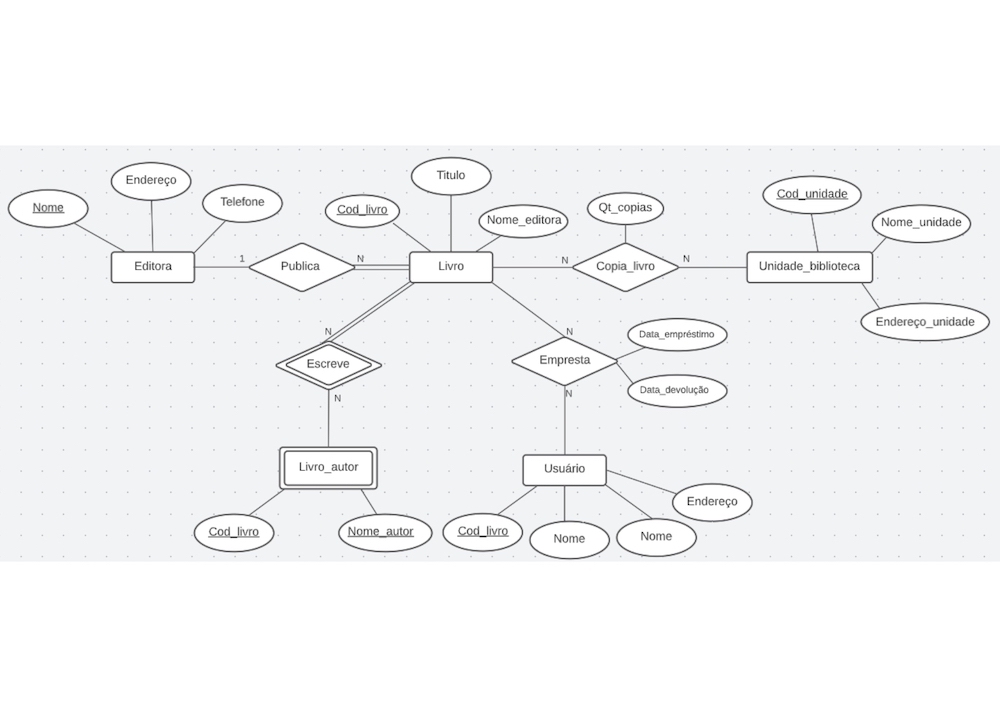 Titulo
Endereço
Cod_unidade
Nome
Telefone
Cod_livro
Nome_editora
Qt_copias
Nome_unidade
Editora
1
Publica
N
Livro
N
Copia_livro
N
Unidade_biblioteca
Endereço_unidade
N
Escreve
N
N
Empresta
N
Data_empréstimo
Data_devolução
Livro_autor
Usuário
Cod_livro
Nome_autor
Cod_livro
Nome
Nome
Endereço